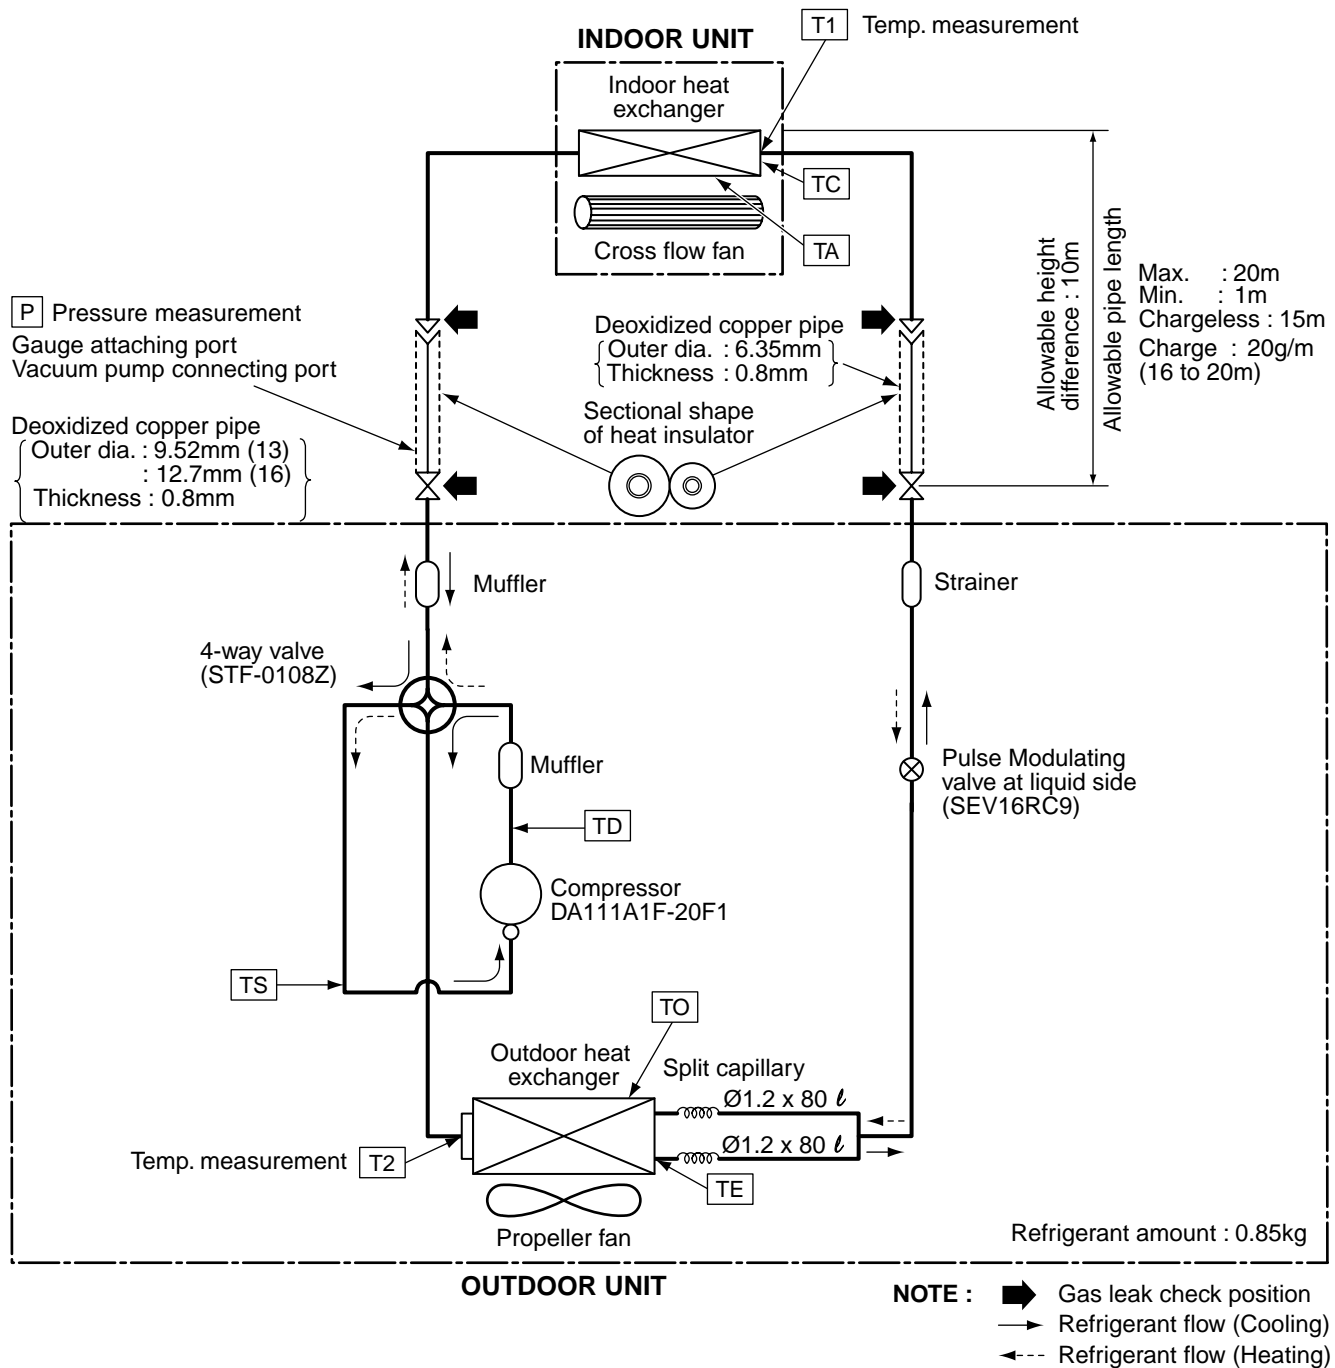 T1 Temp. measurement
INDOOR UNIT
Indoor heat
exchanger
TC
Cross flow fan
TA
Allowable height
difference : 10m
Allowable pipe length
Max. : 20m
Min. : 1m
Chargeless : 15m
Charge : 20g/m
(16 to 20m)
P Pressure measurement
Gauge attaching port
Vacuum pump connecting port
Deoxidized copper pipe
Outer dia. : 6.35mm
Thickness : 0.8mm
Deoxidized copper pipe
Outer dia. : 9.52mm (13)
: 12.7mm (16)
Thickness : 0.8mm
Sectional shape
of heat insulator
Muffler
Strainer
4-way valve
(STF-0108Z)
Muffler
Pulse Modulating
valve at liquid side
(SEV16RC9)
TD
Compressor
DA111A1F-20F1
TS
TO
Outdoor heat
exchanger
Split capillary
Ø1.2 x 80 ℓ
Ø1.2 x 80 ℓ
Temp. measurement T2
TE
Propeller fan
Refrigerant amount : 0.85kg
OUTDOOR UNIT
NOTE : Gas leak check position
Refrigerant flow (Cooling)
Refrigerant flow (Heating)